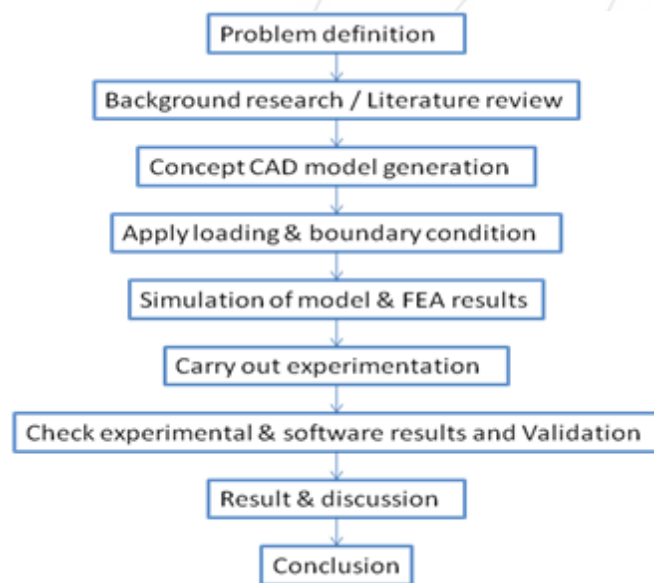 Problem definition
Background research / Literature review
Concept CAD model generation
Apply loading & boundary condition
Simulation of model & FEA results
Carry out experimentation
Check experimental & software results and Validation
Result & discussion
Conclusion